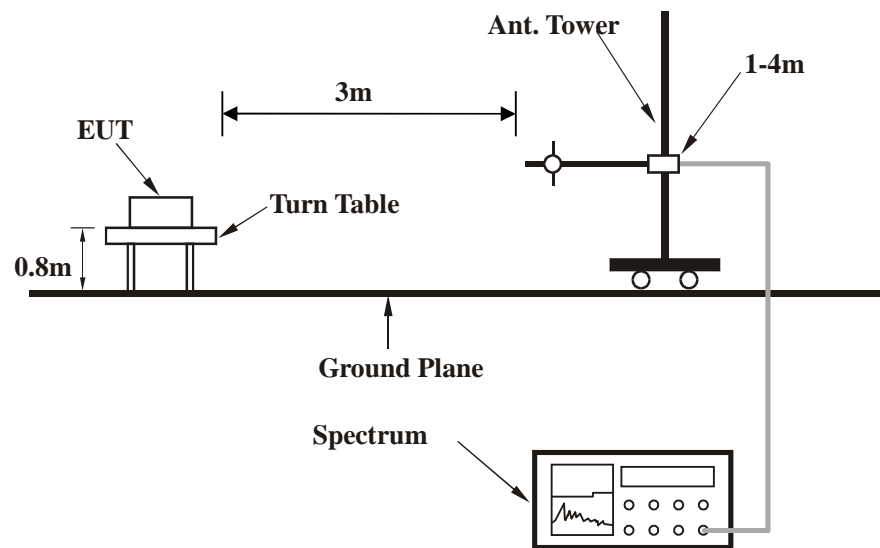 Ant. Tower
1-4m
3m
EUT
Turn Table
0.8m
Ground Plane
Spectrum